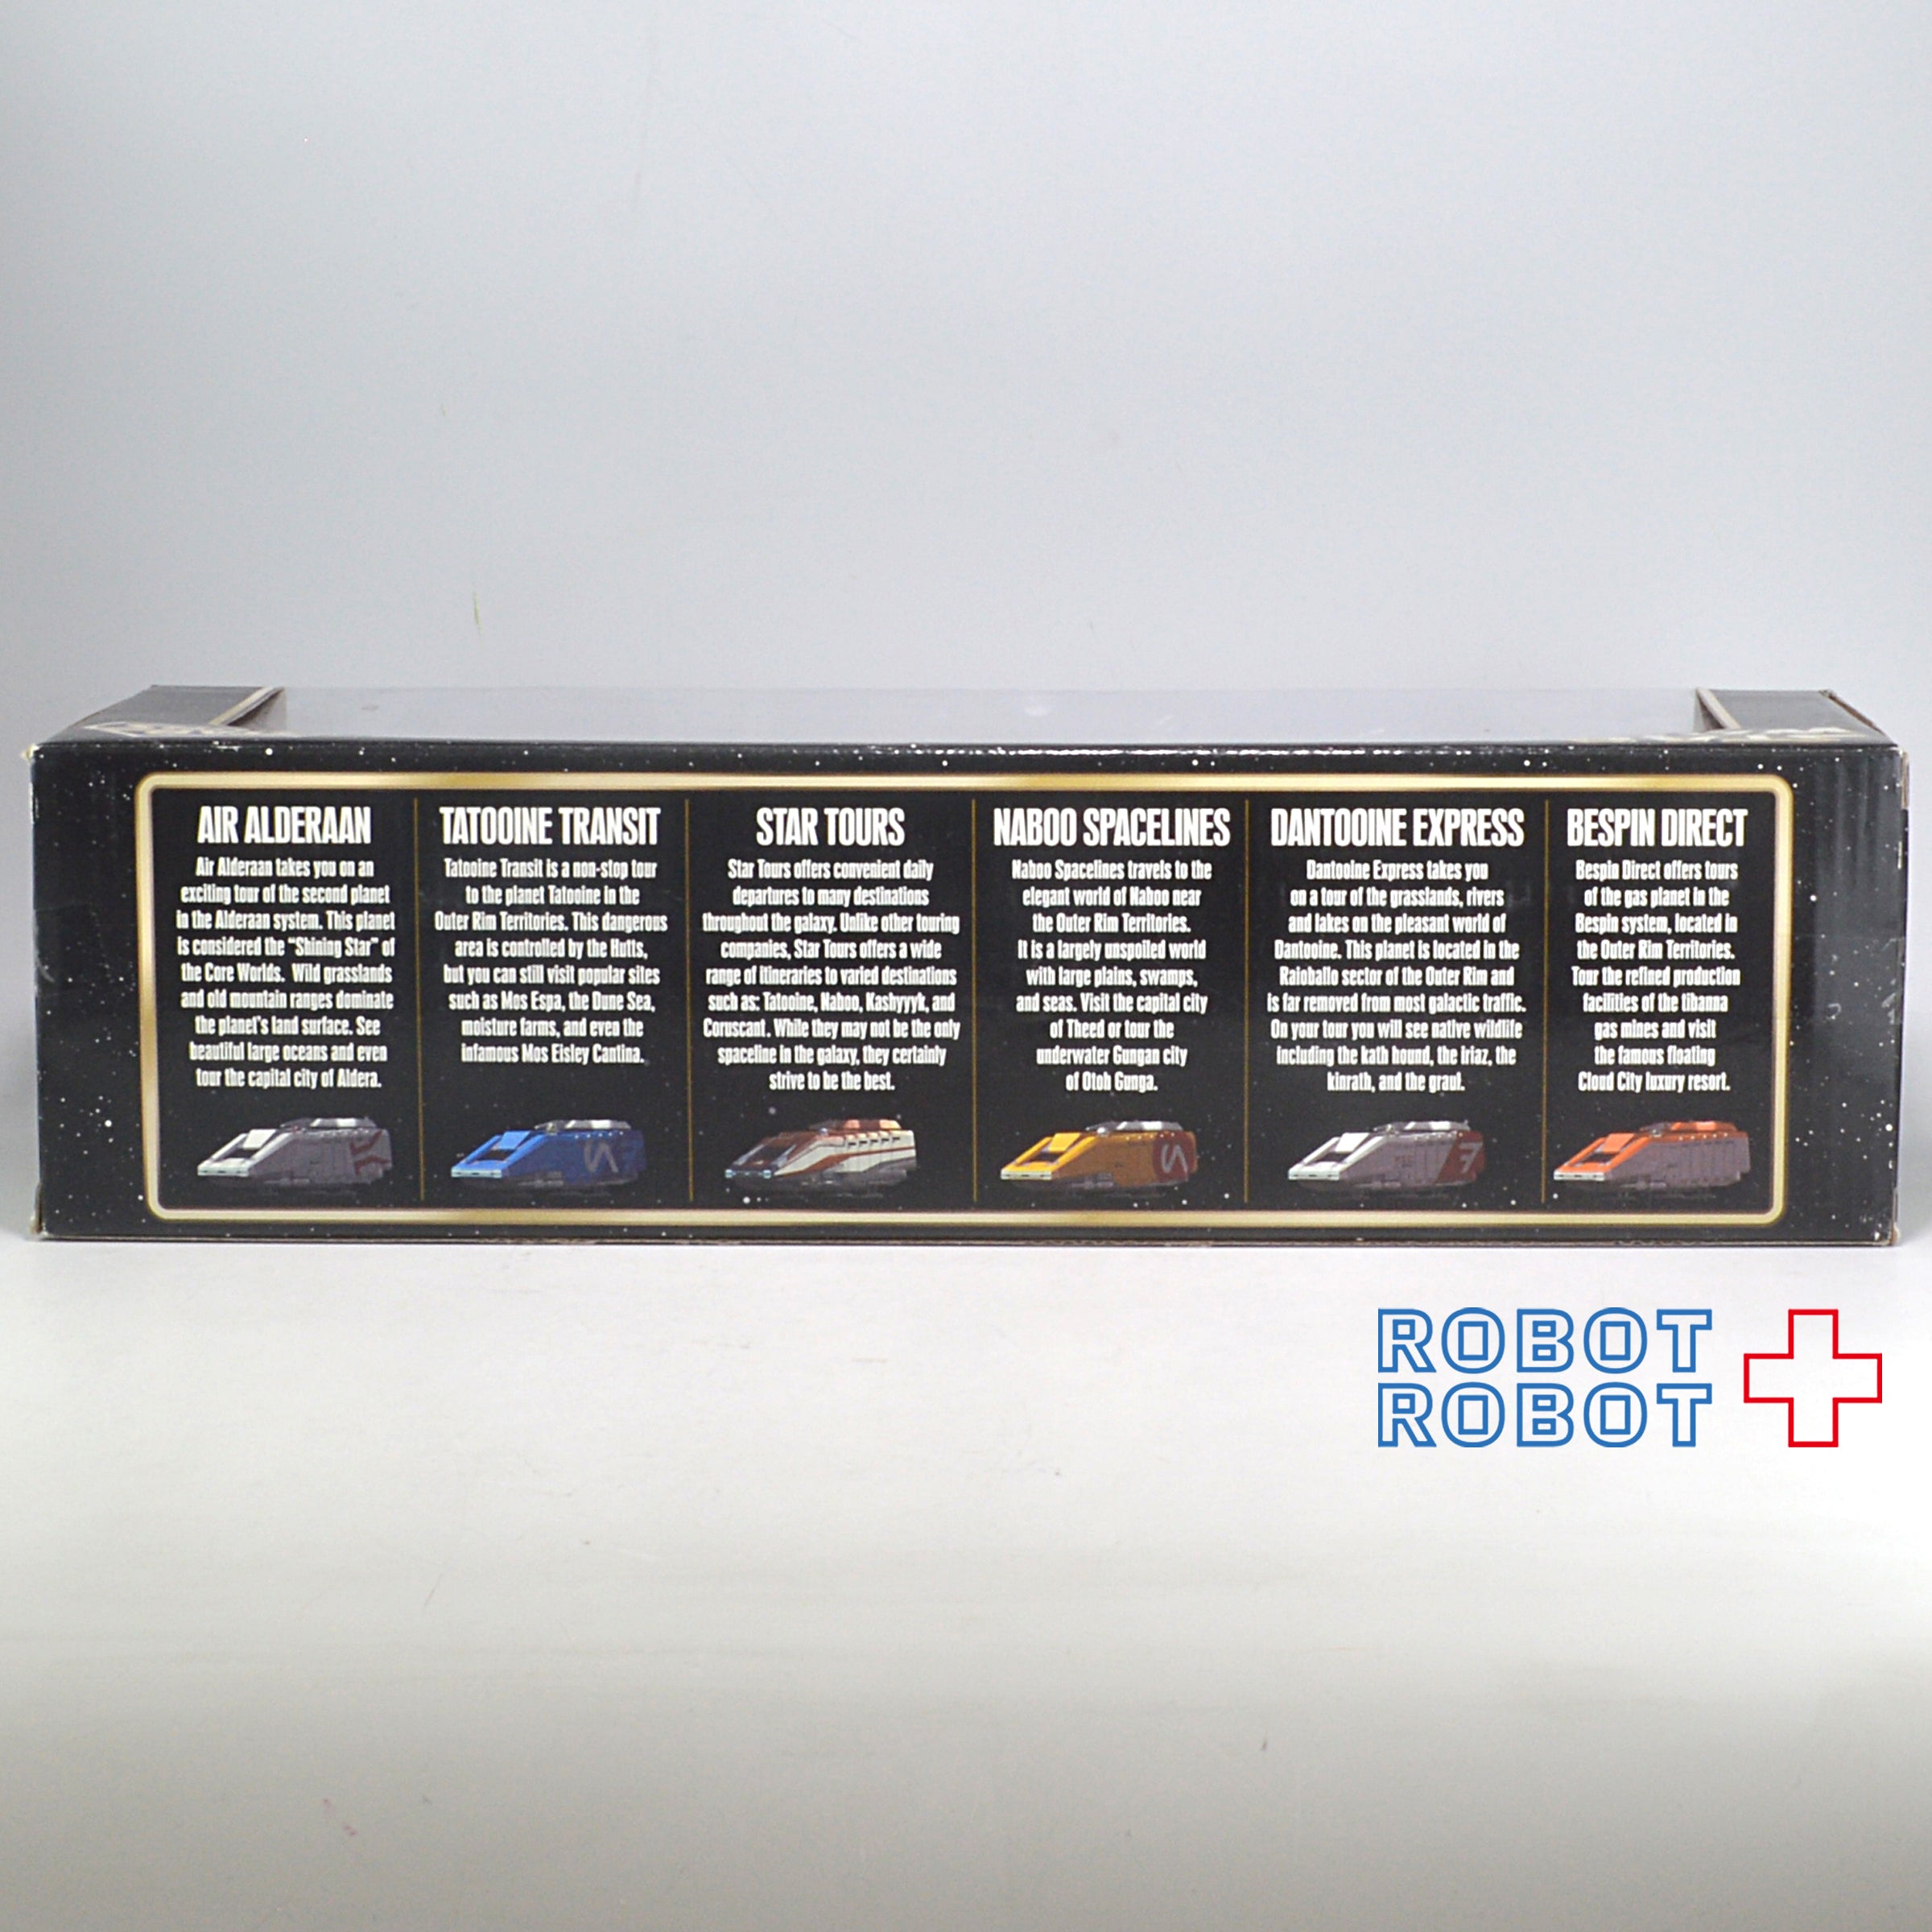 AIR ALDERAAN
Air Alderaan takes you on an
exciting tour of the second planet
in the Alderaan system. This planet
is considered the "Shining Star" of
the Core Worlds. Wild grasslands
and old mountain ranges dominate
the planet's land surface. See
beautiful large oceans and even
tour the capital city of Aldera.
TATOOINE TRANSIT
Tatooine Transit is a non-stop tour
to the planet Tatooine in the
Outer Rim Territories. This dangerous
area is controlled by the Hutts,
but you can still visit popular sites
such as Mos Espa, the Dune Sea,
moisture farms, and even the
infamous Mos Eisley Cantina.
STAR TOURS
Star Tours offers convenient daily
departures to many destinations
throughout the galaxy. Unlike other touring
companies, Star Tours offers a wide
range of itineraries to varied destinations
such as: Tatooine, Naboo, Kashyyyk, and
Coruscant. While they may not be the only
spaceline in the galaxy, they certainly
strive to be the best.
NABOO SPACELINES
Naboo Spacelines travels to the
elegant world of Naboo near
the Outer Rim Territories.
It is a largely unspoiled world
with large plains, swamps,
and seas. Visit the capital city
of Theed or tour the
underwater Gungan city
of Otoh Gunga.
DANTOOINE EXPRESS
Dantooine Express takes you
on a tour of the grasslands, rivers
and lakes on the pleasant world of
Dantooine. This planet is located in the
Raioballo sector of the Outer Rim and
is far removed from most galactic traffic.
On your tour you will see native wildlife
including the kath hound, the iriaz, the
kinrath, and the graul.
BESPIN DIRECT
Bespin Direct offers tours
of the gas planet in the
Bespin system, located in
the Outer Rim Territories.
Tour the refined production
facilities of the tibanna
gas mines and visit
the famous floating
Cloud City luxury resort.
ROBOT
ROBOT